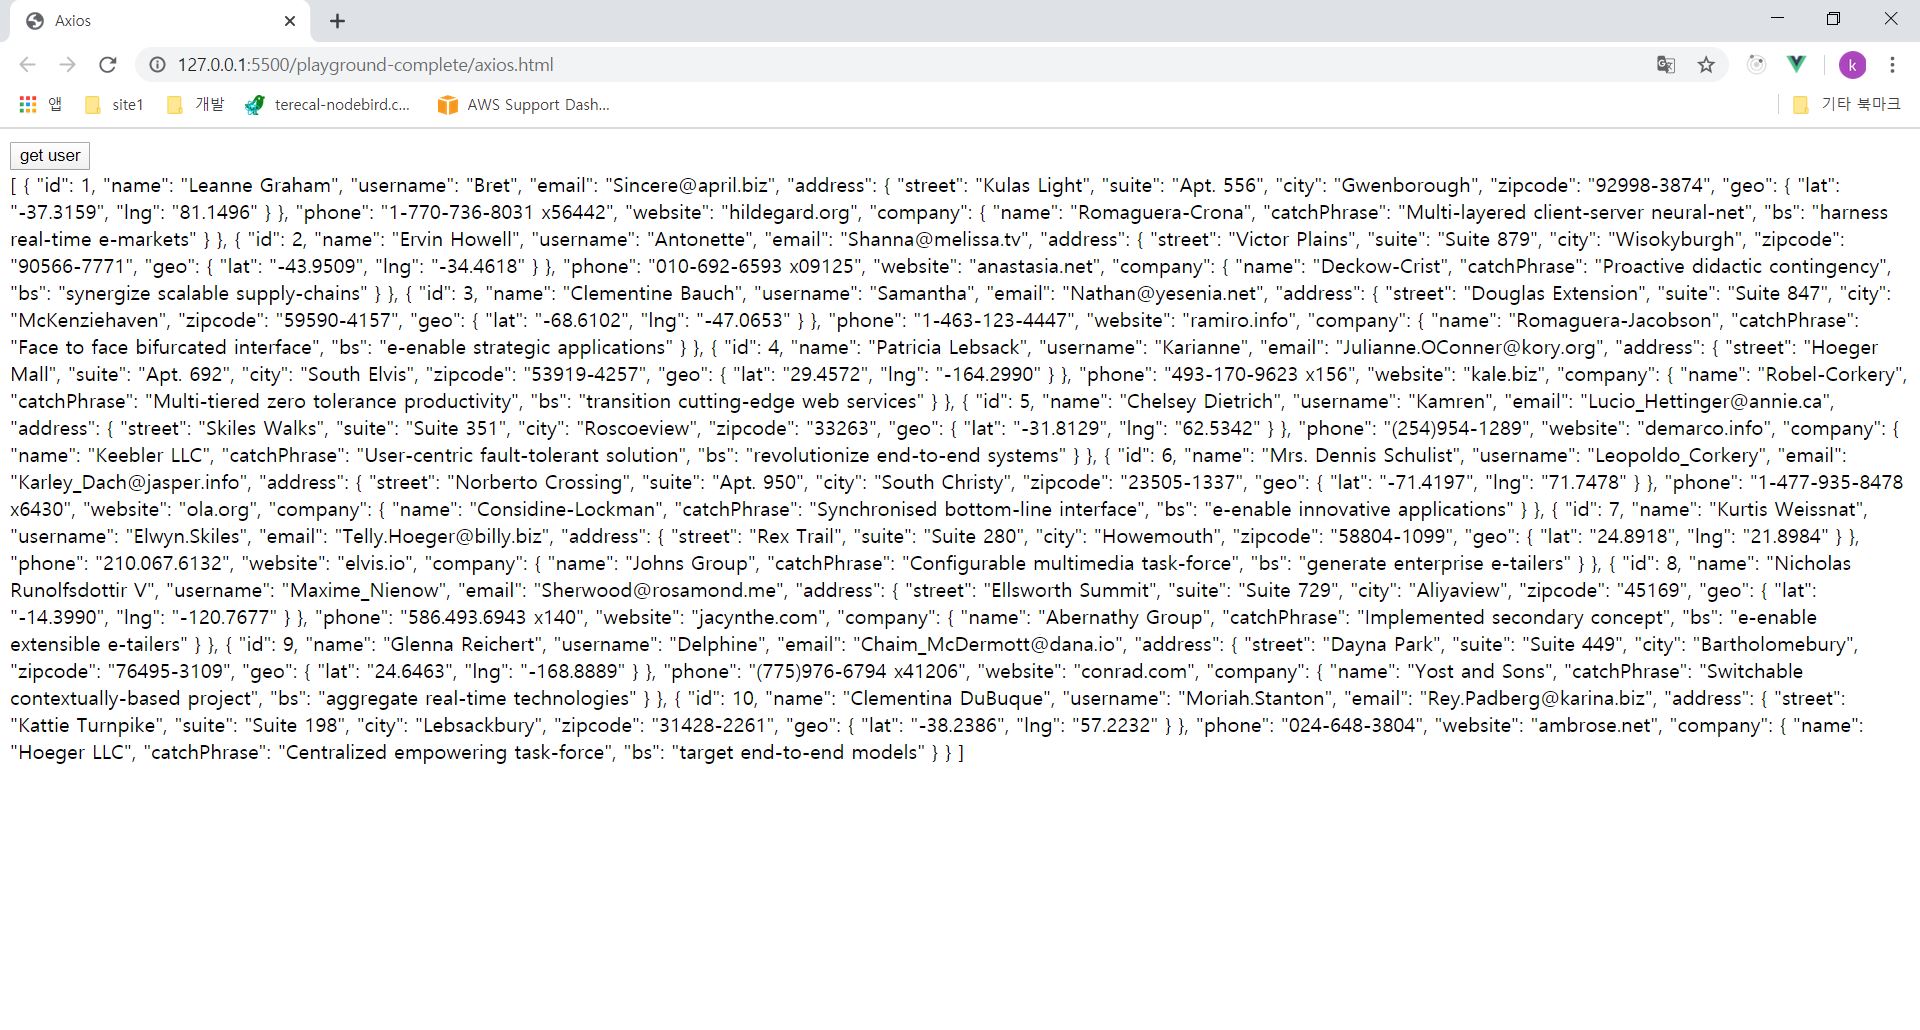 Axios
127.0.0.1:5500/playground-complete/axios.html
k
앱 site1 개발 terecal-nodebird.c... AWS Support Dash... 기타 북마크
get user
[ { "id": 1, "name": "Leanne Graham", "username": "Bret", "email": "Sincere@april.biz", "address": { "street": "Kulas Light", "suite": "Apt. 556", "city": "Gwenborough", "zipcode": "92998-3874", "geo": { "lat":
"-37.3159", "lng": "81.1496" } }, "phone": "1-770-736-8031 x56442", "website": "hildegard.org", "company": { "name": "Romaguera-Crona", "catchPhrase": "Multi-layered client-server neural-net", "bs": "harness
real-time e-markets" } }, { "id": 2, "name": "Ervin Howell", "username": "Antonette", "email": "Shanna@melissa.tv", "address": { "street": "Victor Plains", "suite": "Suite 879", "city": "Wisokyburgh", "zipcode":
"90566-7771", "geo": { "lat": "-43.9509", "lng": "-34.4618" } }, "phone": "010-692-6593 x09125", "website": "anastasia.net", "company": { "name": "Deckow-Crist", "catchPhrase": "Proactive didactic contingency",
"bs": "synergize scalable supply-chains" } }, { "id": 3, "name": "Clementine Bauch", "username": "Samantha", "email": "Nathan@yesenia.net", "address": { "street": "Douglas Extension", "suite": "Suite 847", "city":
"McKenziehaven", "zipcode": "59590-4157", "geo": { "lat": "-68.6102", "lng": "-47.0653" } }, "phone": "1-463-123-4447", "website": "ramiro.info", "company": { "name": "Romaguera-Jacobson", "catchPhrase":
"Face to face bifurcated interface", "bs": "e-enable strategic applications" } }, { "id": 4, "name": "Patricia Lebsack", "username": "Karianne", "email": "Julianne.OConner@kory.org", "address": { "street": "Hoeger
Mall", "suite": "Apt. 692", "city": "South Elvis", "zipcode": "53919-4257", "geo": { "lat": "29.4572", "lng": "-164.2990" } }, "phone": "493-170-9623 x156", "website": "kale.biz", "company": { "name": "Robel-Corkery",
"catchPhrase": "Multi-tiered zero tolerance productivity", "bs": "transition cutting-edge web services" } }, { "id": 5, "name": "Chelsey Dietrich", "username": "Kamren", "email": "Lucio_Hettinger@annie.ca",
"address": { "street": "Skiles Walks", "suite": "Suite 351", "city": "Roscoeview", "zipcode": "33263", "geo": { "lat": "-31.8129", "lng": "62.5342" } }, "phone": "(254)954-1289", "website": "demarco.info", "company": {
"name": "Keebler LLC", "catchPhrase": "User-centric fault-tolerant solution", "bs": "revolutionize end-to-end systems" } }, { "id": 6, "name": "Mrs. Dennis Schulist", "username": "Leopoldo_Corkery", "email":
"Karley_Dach@jasper.info", "address": { "street": "Norberto Crossing", "suite": "Apt. 950", "city": "South Christy", "zipcode": "23505-1337", "geo": { "lat": "-71.4197", "lng": "71.7478" } }, "phone": "1-477-935-8478
x6430", "website": "ola.org", "company": { "name": "Considine-Lockman", "catchPhrase": "Synchronised bottom-line interface", "bs": "e-enable innovative applications" } }, { "id": 7, "name": "Kurtis Weissnat",
"username": "Elwyn.Skiles", "email": "Telly.Hoeger@billy.biz", "address": { "street": "Rex Trail", "suite": "Suite 280", "city": "Howemouth", "zipcode": "58804-1099", "geo": { "lat": "24.8918", "lng": "21.8984" } },
"phone": "210.067.6132", "website": "elvis.io", "company": { "name": "Johns Group", "catchPhrase": "Configurable multimedia task-force", "bs": "generate enterprise e-tailers" } }, { "id": 8, "name": "Nicholas
Runolfsdottir V", "username": "Maxime_Nienow", "email": "Sherwood@rosamond.me", "address": { "street": "Ellsworth Summit", "suite": "Suite 729", "city": "Aliyaview", "zipcode": "45169", "geo": { "lat":
"-14.3990", "lng": "-120.7677" } }, "phone": "586.493.6943 x140", "website": "jacynthe.com", "company": { "name": "Abernathy Group", "catchPhrase": "Implemented secondary concept", "bs": "e-enable
extensible e-tailers" } }, { "id": 9, "name": "Glenna Reichert", "username": "Delphine", "email": "Chaim_McDermott@dana.io", "address": { "street": "Dayna Park", "suite": "Suite 449", "city": "Bartholomebury",
"zipcode": "76495-3109", "geo": { "lat": "24.6463", "lng": "-168.8889" } }, "phone": "(775)976-6794 x41206", "website": "conrad.com", "company": { "name": "Yost and Sons", "catchPhrase": "Switchable
contextually-based project", "bs": "aggregate real-time technologies" } }, { "id": 10, "name": "Clementina DuBuque", "username": "Moriah.Stanton", "email": "Rey.Padberg@karina.biz", "address": { "street":
"Kattie Turnpike", "suite": "Suite 198", "city": "Lebsackbury", "zipcode": "31428-2261", "geo": { "lat": "-38.2386", "lng": "57.2232" } }, "phone": "024-648-3804", "website": "ambrose.net", "company": { "name":
"Hoeger LLC", "catchPhrase": "Centralized empowering task-force", "bs": "target end-to-end models" } } ]